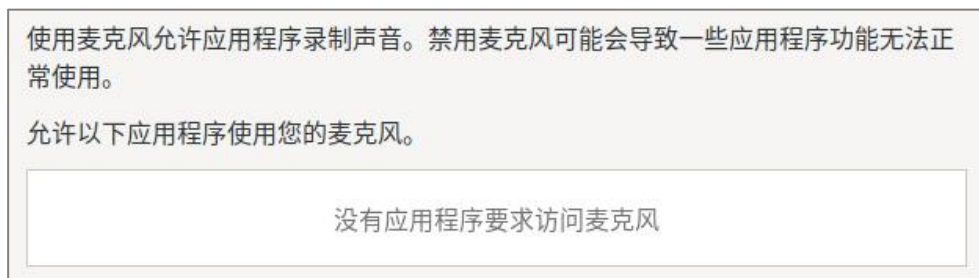 使用麦克风允许应用程序录制声音。禁用麦克风可能会导致一些应用程序功能无法正
常使用。
允许以下应用程序使用您的麦克风。
没有应用程序要求访问麦克风